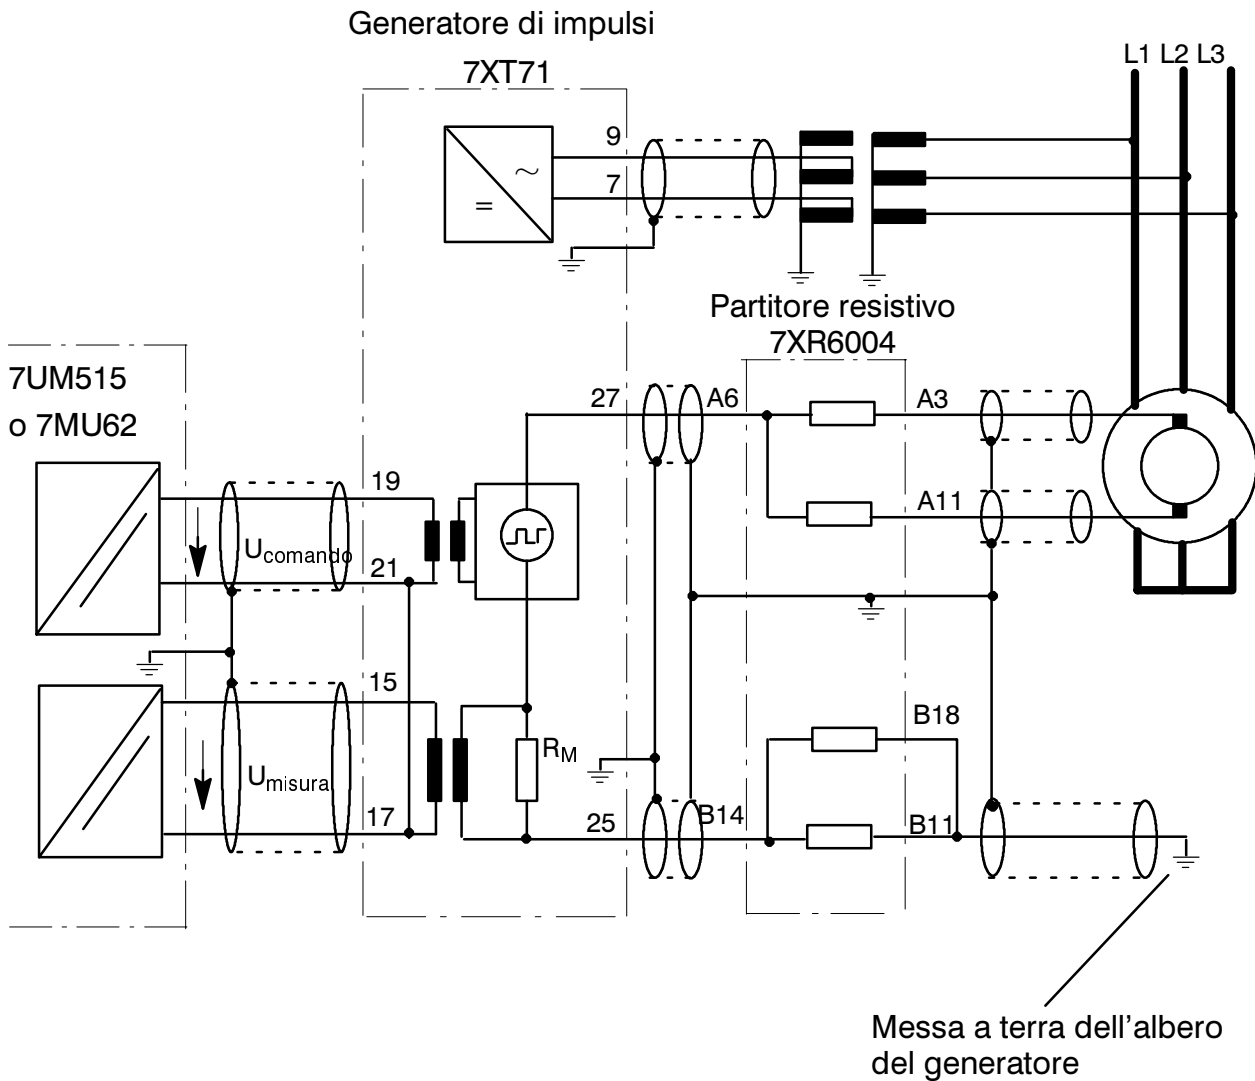 Generatore di impulsi
7XT71
L1 L2 L3
9
7
~
=
Partitore resistivo
7XR6004
7UM515
o 7MU62
27
A6
A3
19
A11
Ucomando
21
15
B18
RM
Umisura
17
25
B14
B11
Messa a terra dell’albero
del generatore